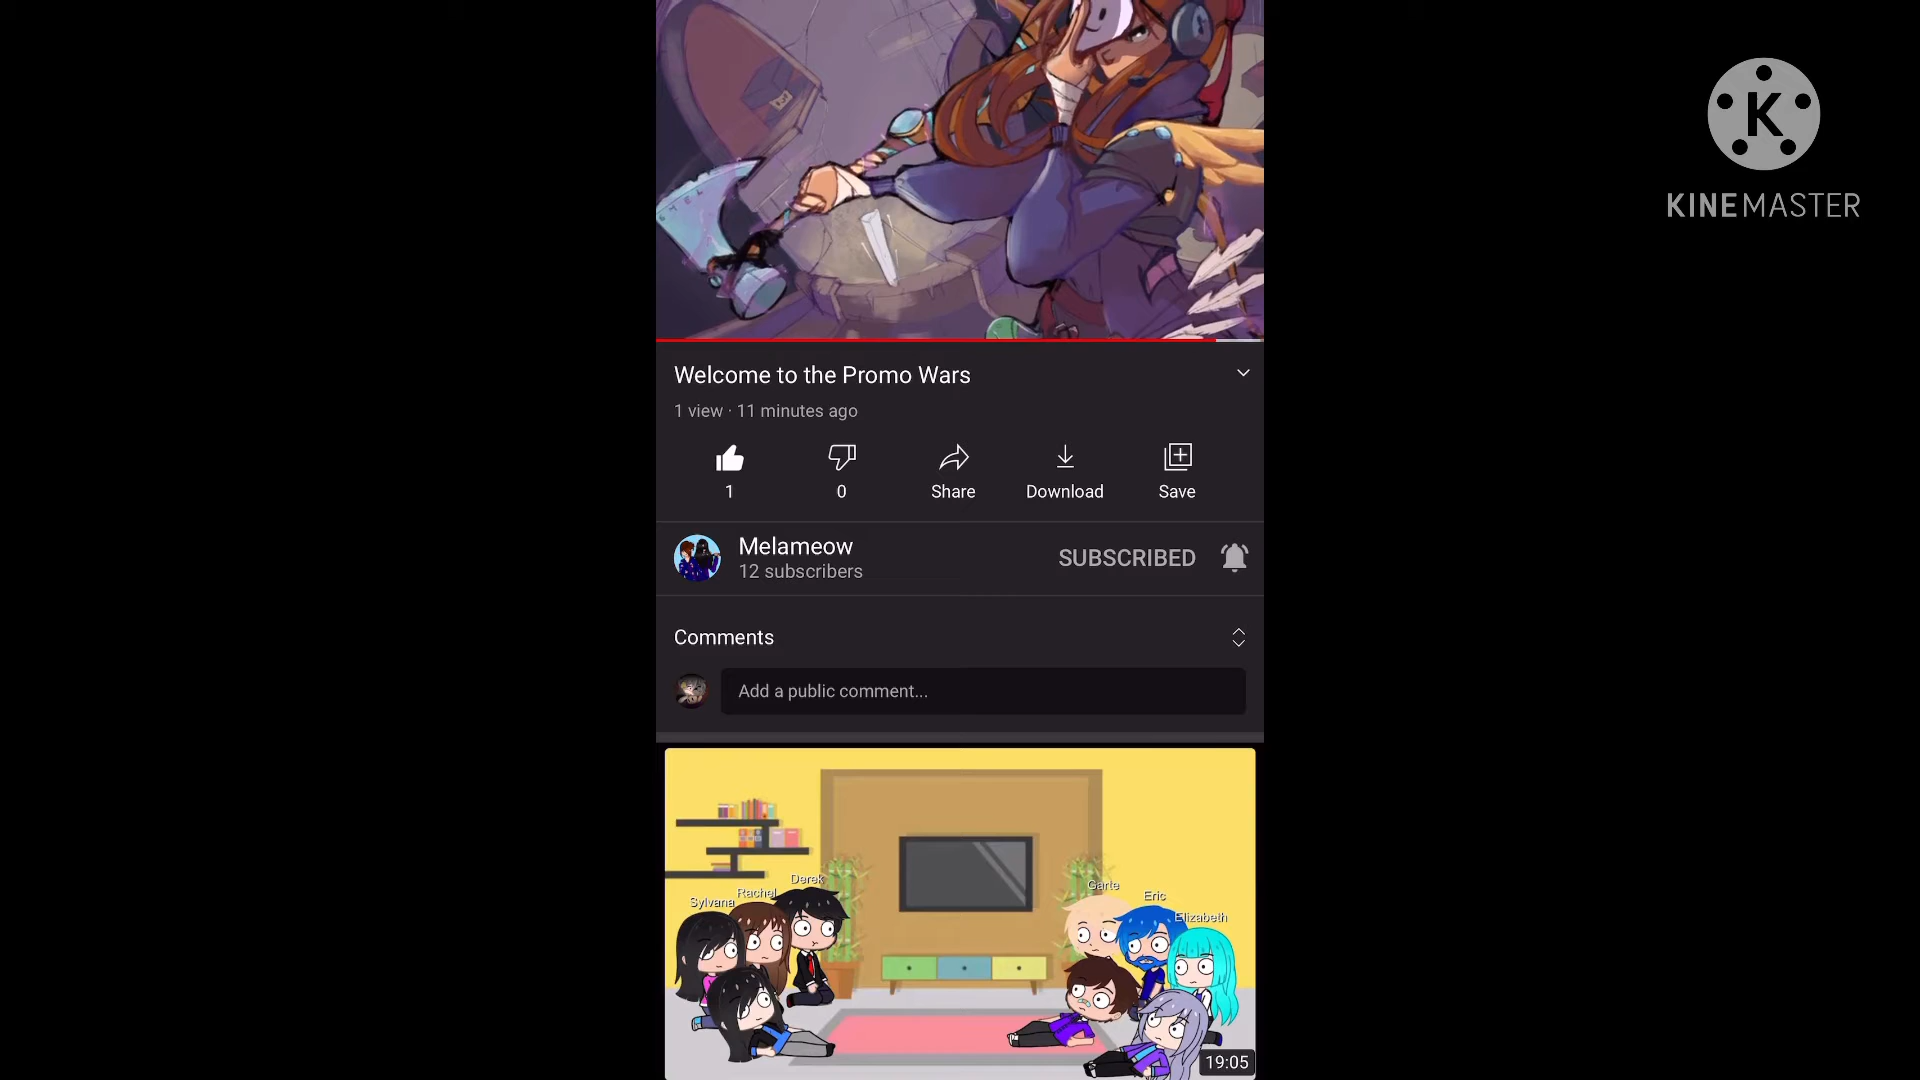 KINEMASTER
Welcome to the Promo Wars
1 view · 11 minutes ago
1
0
Share
Download
Save
Melameow
12 subscribers
SUBSCRIBED
Comments
Add a public comment...
Sylvana
Rachel
Derek
Garte
Eric
Elizabeth
19:05